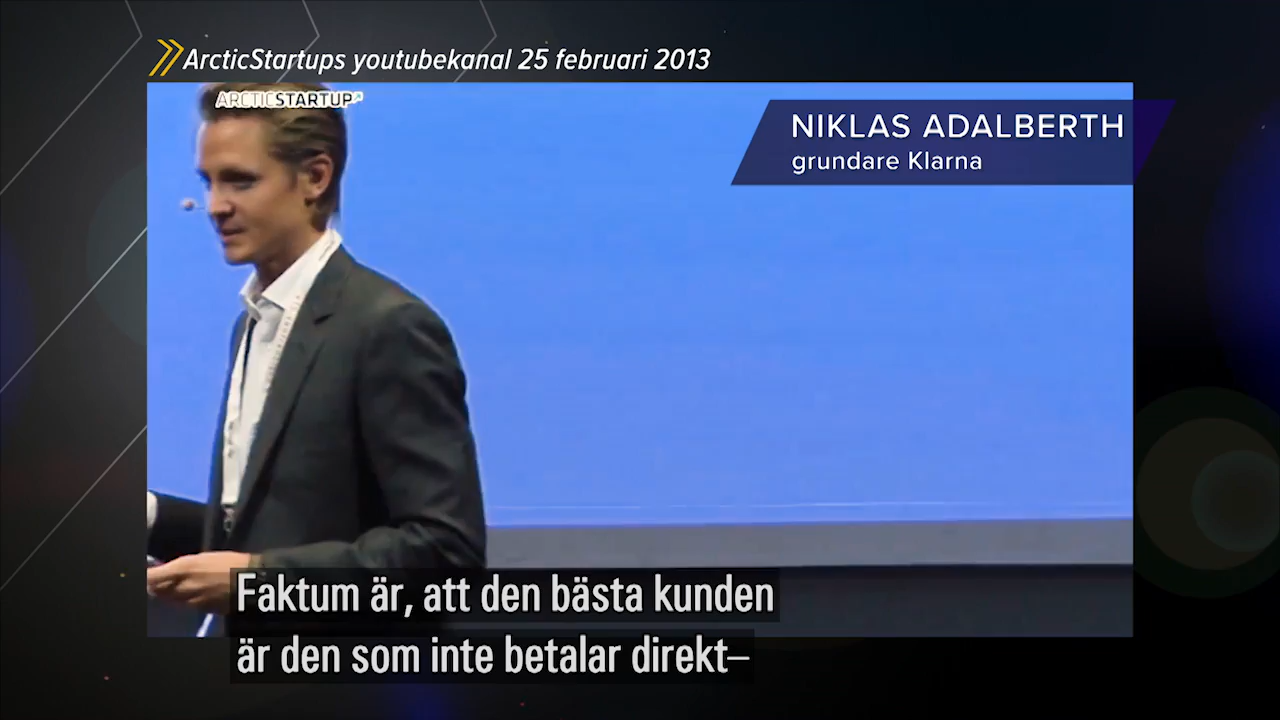 ArcticStartups youtubekanal 25 februari 2013
ARCTICSTARTUP
NIKLAS ADALBERTH
grundare Klarna
Faktum är, att den bästa kunden
är den som inte betalar direkt–